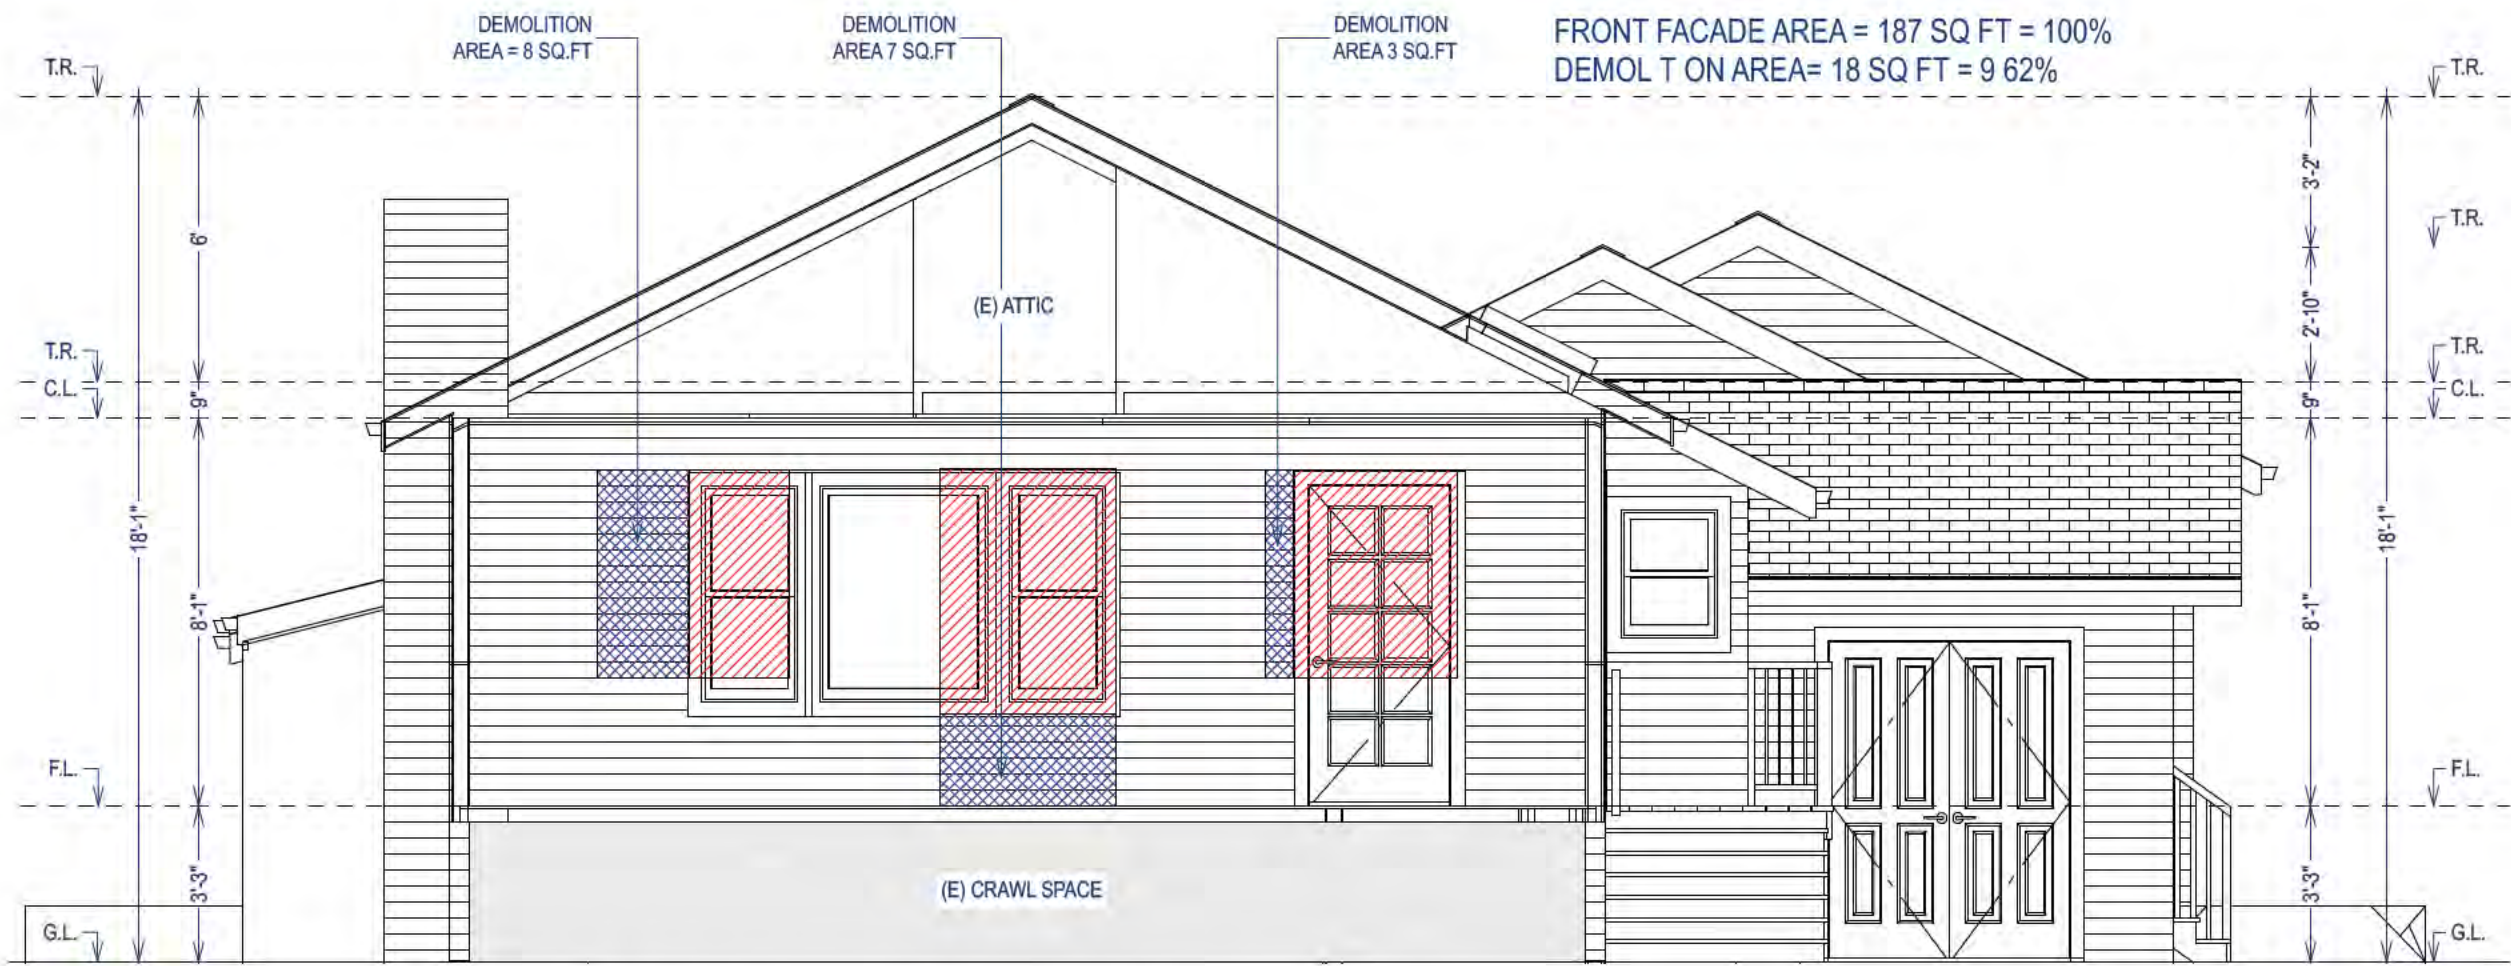 DEMOLITION
AREA = 8 SQ.FT
DEMOLITION
AREA 7 SQ.FT
DEMOLITION
AREA 3 SQ.FT
FRONT FACADE AREA = 187 SQ FT = 100%
DEMOL T ON AREA= 18 SQ FT = 9 62%
T.R.
T.R.
C.L.
F.L.
G.L.
18'-1"
6'
9"
8'-1"
3'-3"
(E) ATTIC
(E) CRAWL SPACE
3'-2"
2'-10"
9"
8'-1"
3'-3"
18'-1"
T.R.
T.R.
T.R.
C.L.
F.L.
G.L.